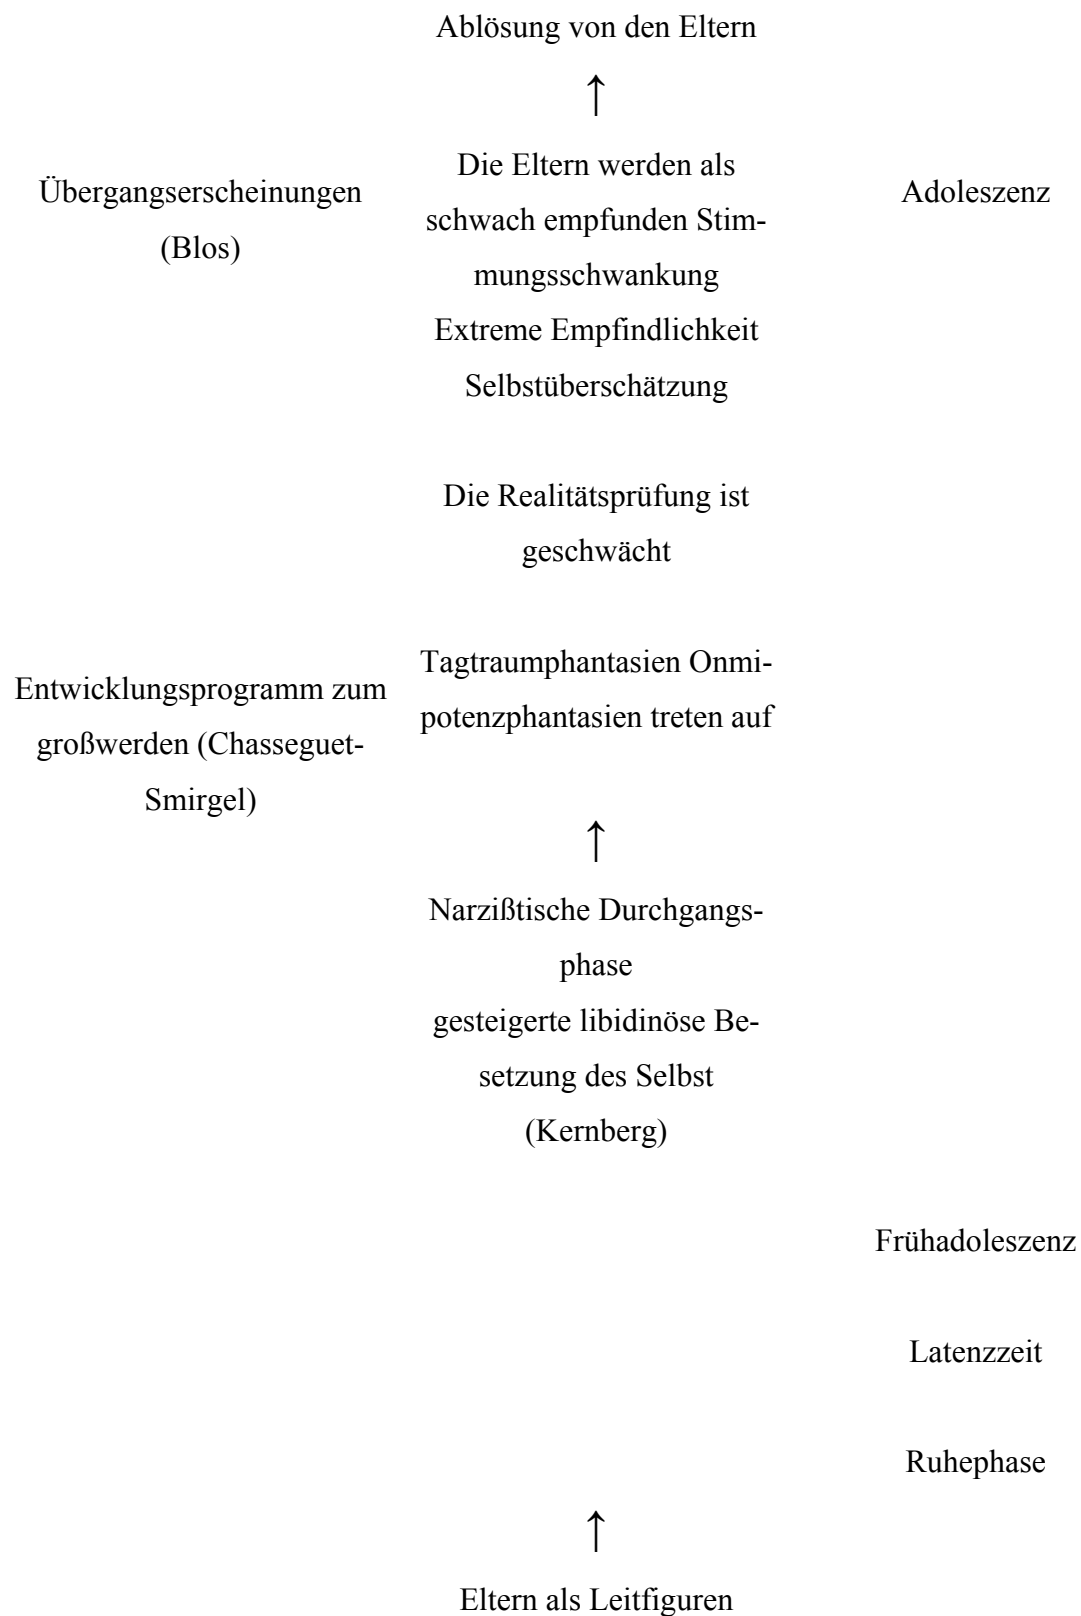 Ablösung von den Eltern
↑
Übergangserscheinungen
(Blos)
Die Eltern werden als
schwach empfunden Stim-
mungsschwankung
Extreme Empfindlichkeit
Selbstüberschätzung
Adoleszenz
Die Realitätsprüfung ist
geschwächt
Entwicklungsprogramm zum
großwerden (Chasseguet-
Smirgel)
Tagtraumphantasien Onmi-
potenzphantasien treten auf
↑
Narzißtische Durchgangs-
phase
gesteigerte libidinöse Be-
setzung des Selbst
(Kernberg)
Frühadoleszenz
Latenzzeit
Ruhephase
↑
Eltern als Leitfiguren